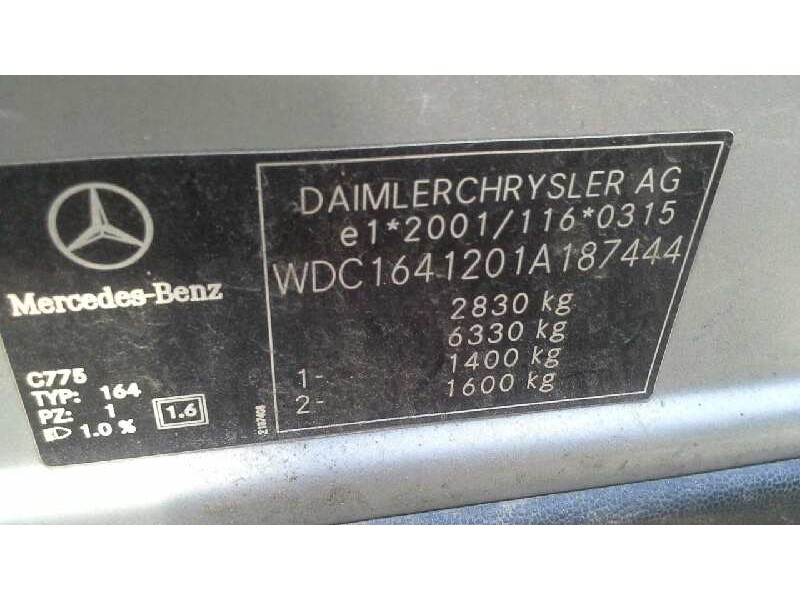 Mercedes-Benz
C775
TYP: 164
PZ: 1
1.0 %
1.6
DAIMLERCHRYSLER AG
e1*2001/116*0315
WDC1641201A187444
2830 kg
6330 kg
1- 1400 kg
2- 1600 kg